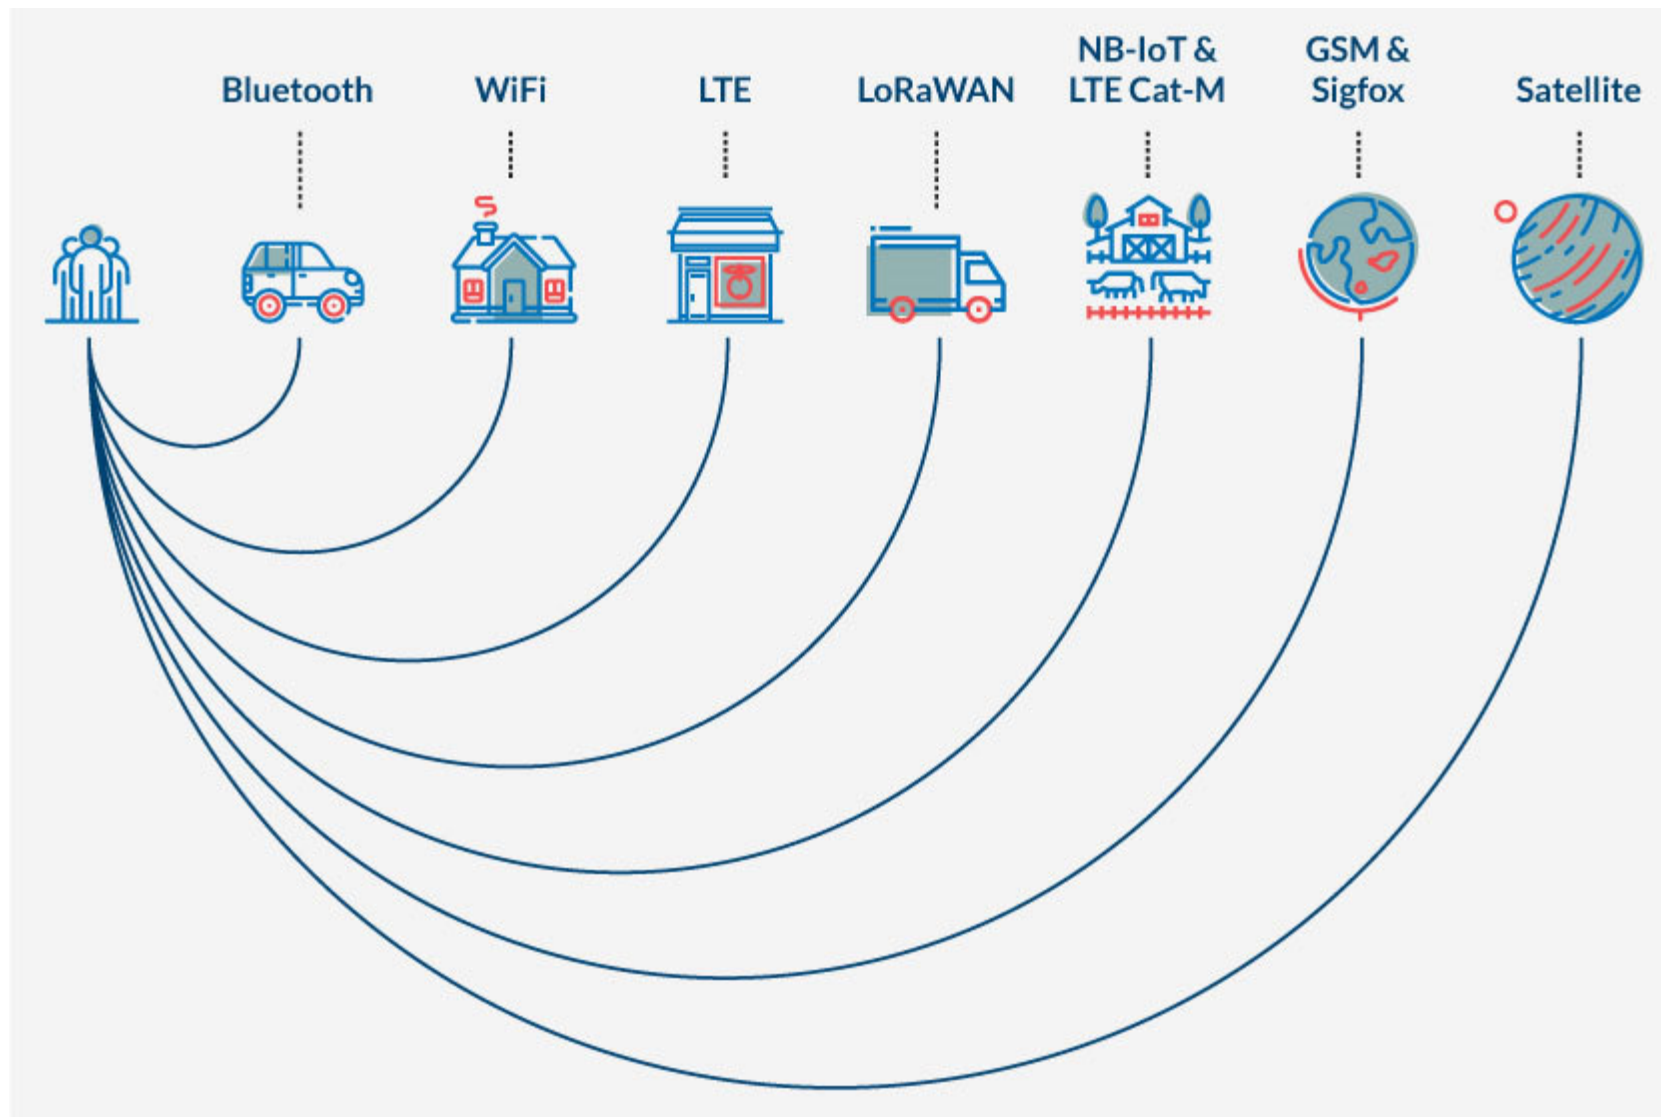 Bluetooth
WiFi
LTE
LoRaWAN
NB-IoT &
LTE Cat-M
GSM &
Sigfox
Satellite